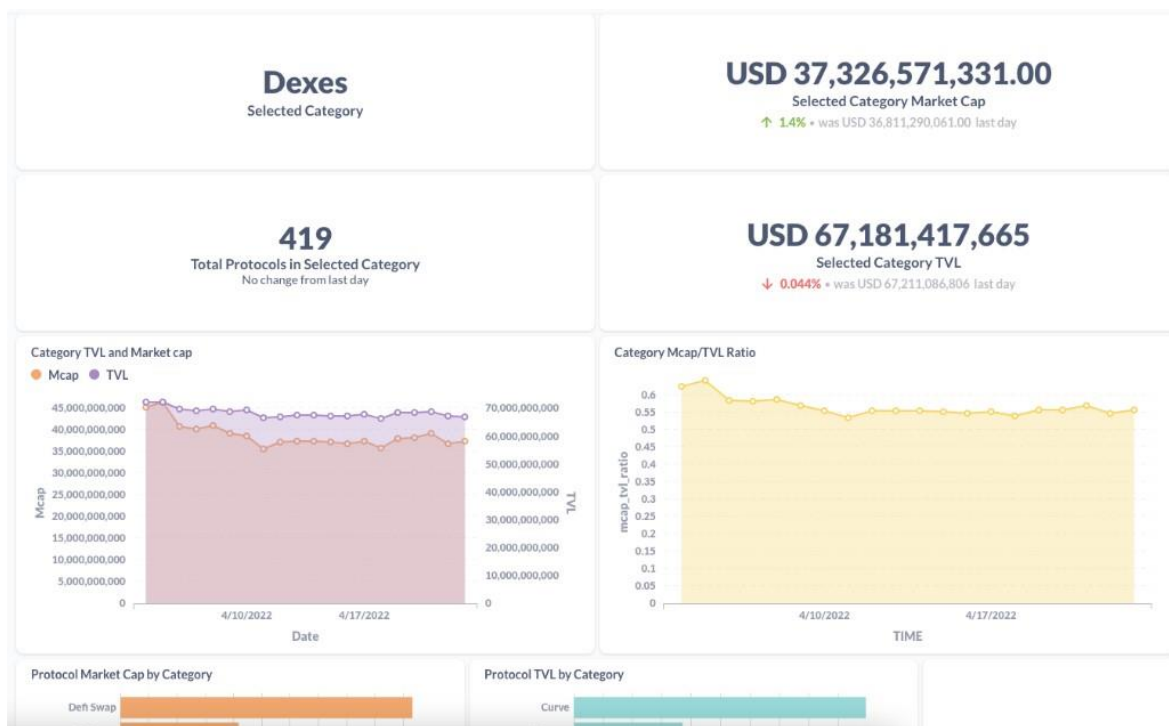 Dexes
Selected Category
USD 37,326,571,331.00
Selected Category Market Cap
↑ 1.4% • was USD 36,811,290,061.00 last day
419
Total Protocols in Selected Category
No change from last day
USD 67,181,417,665
Selected Category TVL
↓ 0.044% • was USD 67,211,086,806 last day
Category TVL and Market cap
Mcap TVL
45,000,000,000
40,000,000,000
35,000,000,000
30,000,000,000
25,000,000,000
20,000,000,000
15,000,000,000
10,000,000,000
5,000,000,000
0
Mcap
70,000,000,000
60,000,000,000
50,000,000,000
40,000,000,000
30,000,000,000
20,000,000,000
10,000,000,000
0
TVL
4/10/2022 4/17/2022
Date
Category Mcap/TVL Ratio
0.6
0.55
0.5
0.45
0.4
0.35
0.3
0.25
0.2
0.15
0.1
0.05
0
mcap_tvl_ratio
4/10/2022 4/17/2022
TIME
Protocol Market Cap by Category
Defi Swap
Protocol TVL by Category
Curve